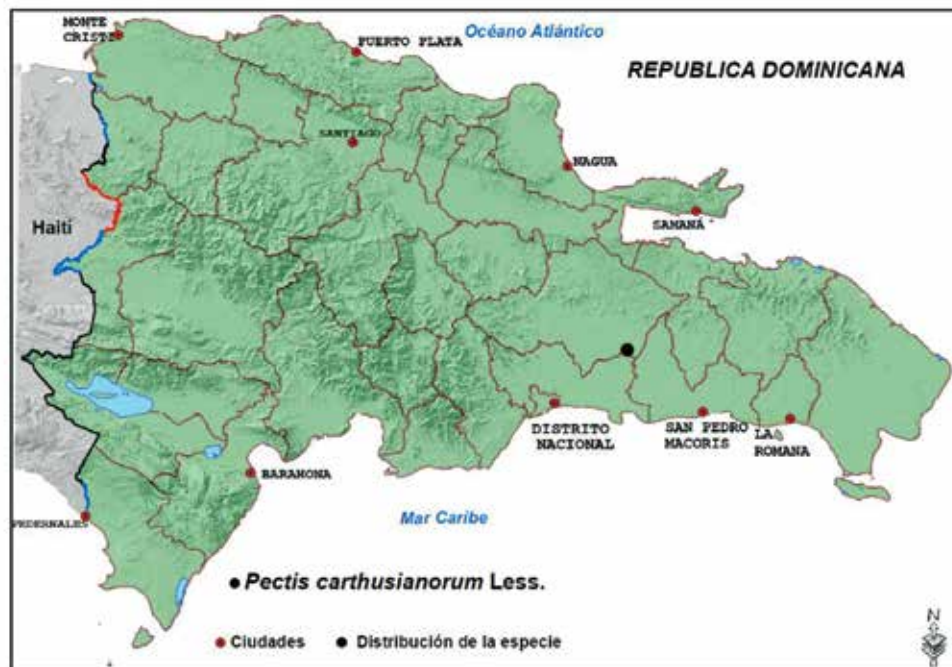 MONTE
CRISTI
PUERTO PLATA
Océano Atlántico
REPUBLICA DOMINICANA
SANTIAGO
NAGUA
Haití
SAMANÁ
DISTRITO
NACIONAL
SAN PEDRO
MACORIS
LA
ROMANA
BARAHONA
PEDERNALES
Mar Caribe
Pectis carthusianorum Less.
Ciudades
Distribución de la especie
N